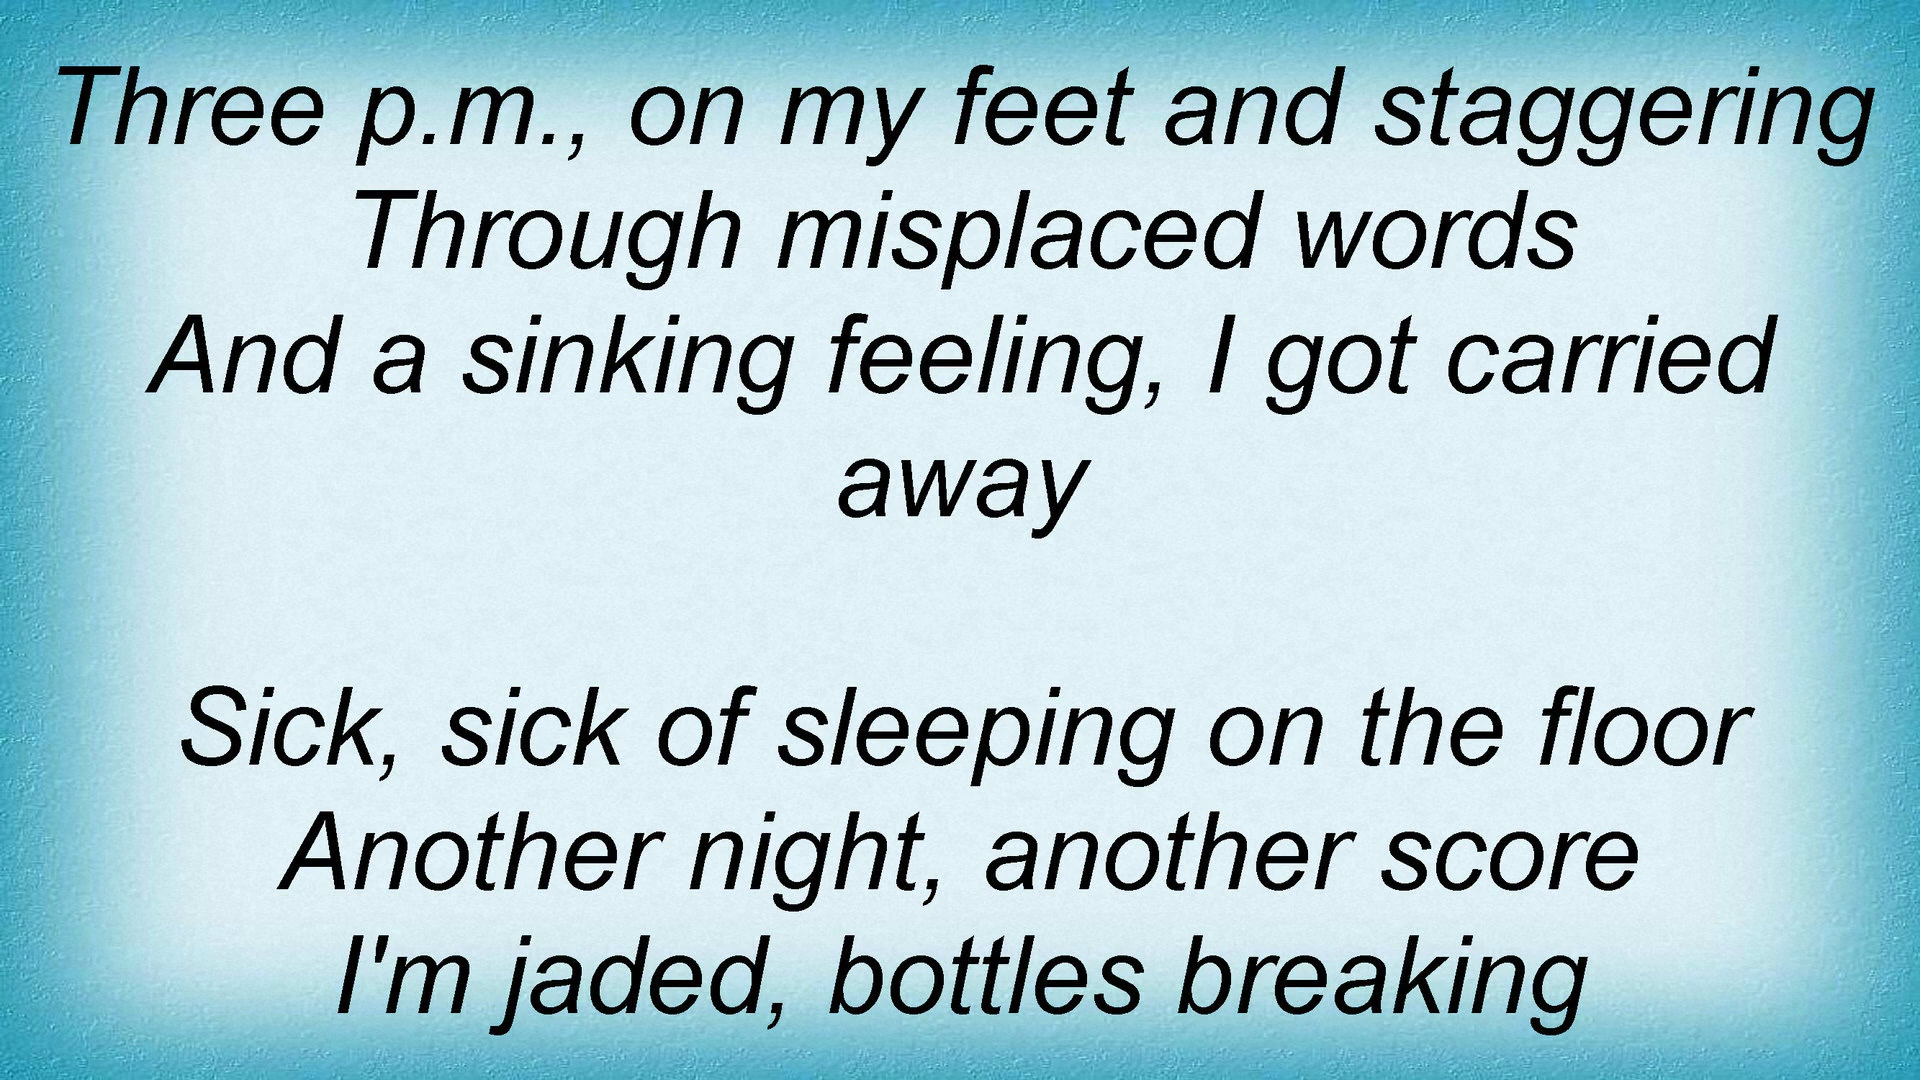 Three p.m., on my feet and staggering
Through misplaced words
And a sinking feeling, I got carried
away
Sick, sick of sleeping on the floor
Another night, another score
I'm jaded, bottles breaking